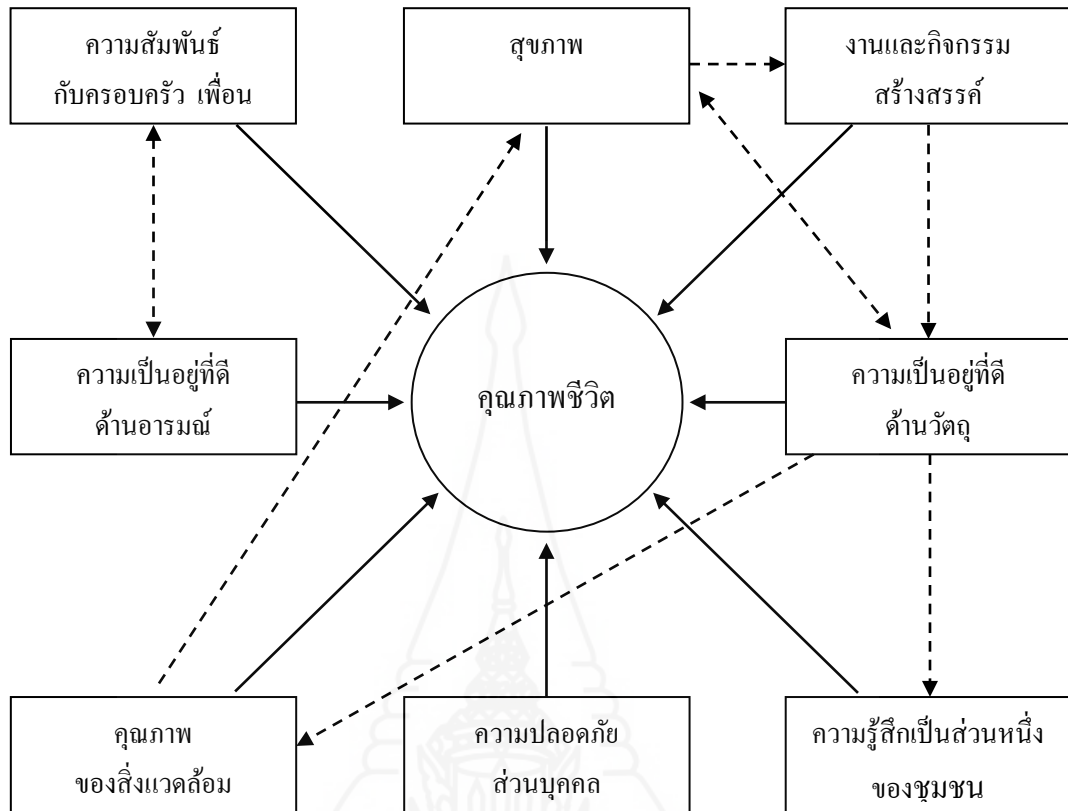 ความสัมพันธ์
กับครอบครัว เพื่อน
สุขภาพ
งานและกิจกรรม
สร้างสรรค์
ความเป็นอยู่ที่ดี
ด้านอารมณ์
คุณภาพชีวิต
ความเป็นอยู่ที่ดี
ด้านวัตถุ
คุณภาพ
ของสิ่งแวดล้อม
ความปลอดภัย
ส่วนบุคคล
ความรู้สึกเป็นส่วนหนึ่ง
ของชุมชน